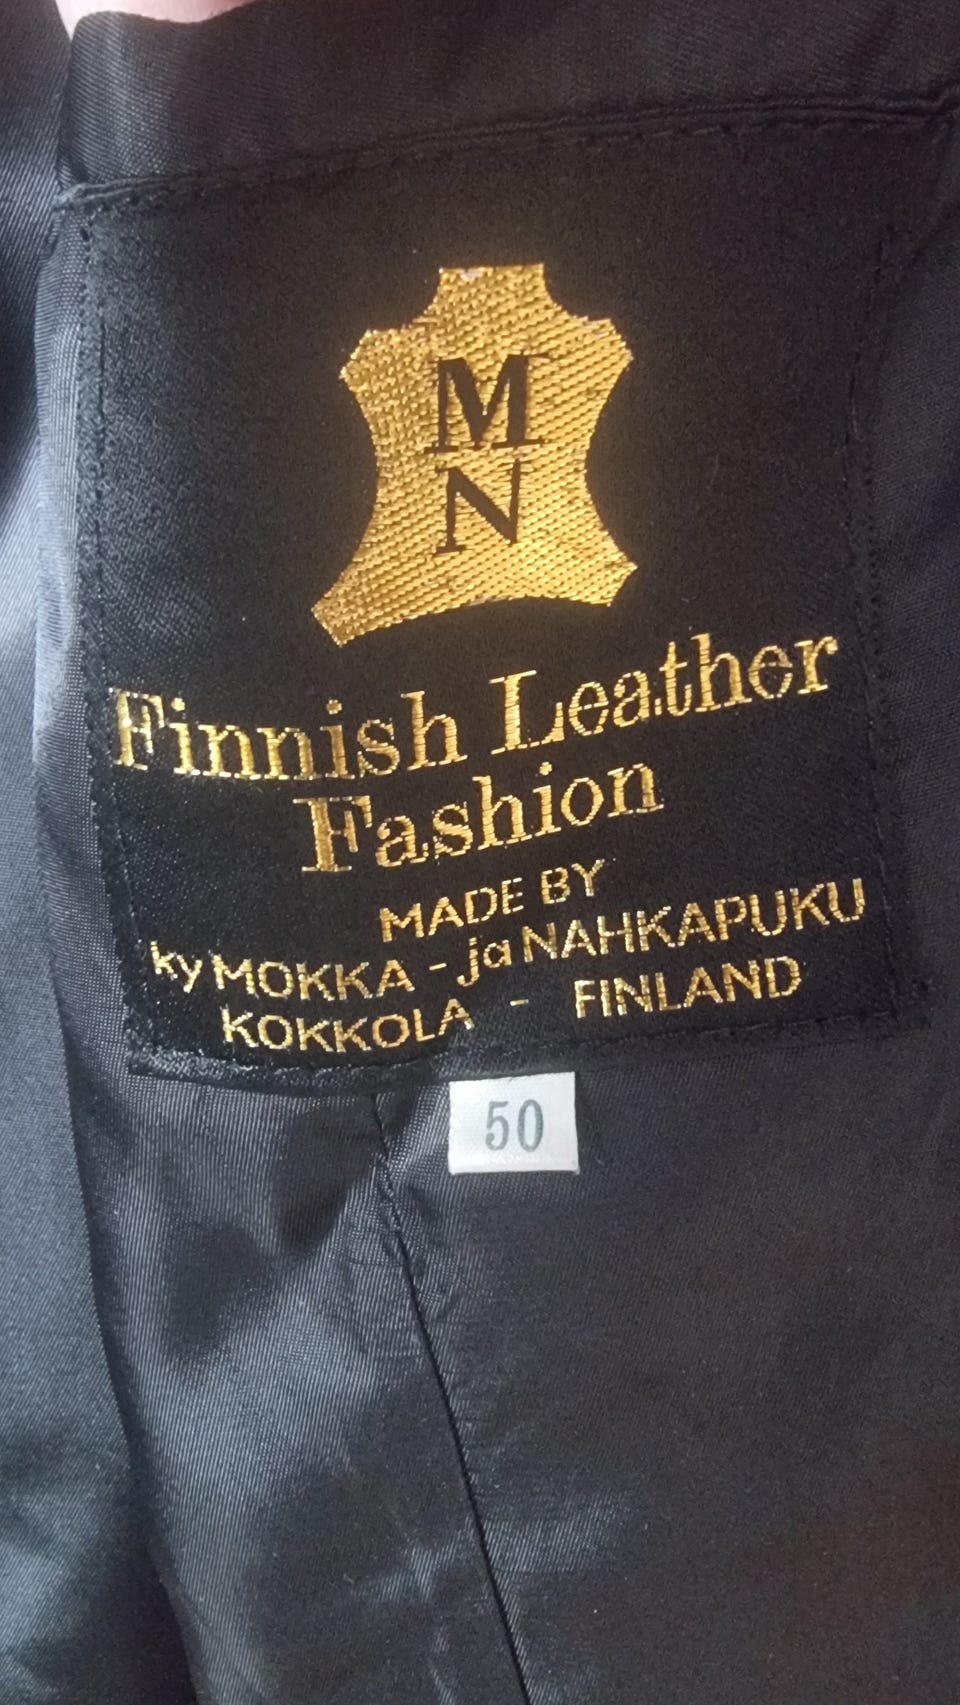 M
N
Finnish Leather
Fashion
MADE BY
ky MOKKA - ja NAHKAPUKU
KOKKOLA - FINLAND
50